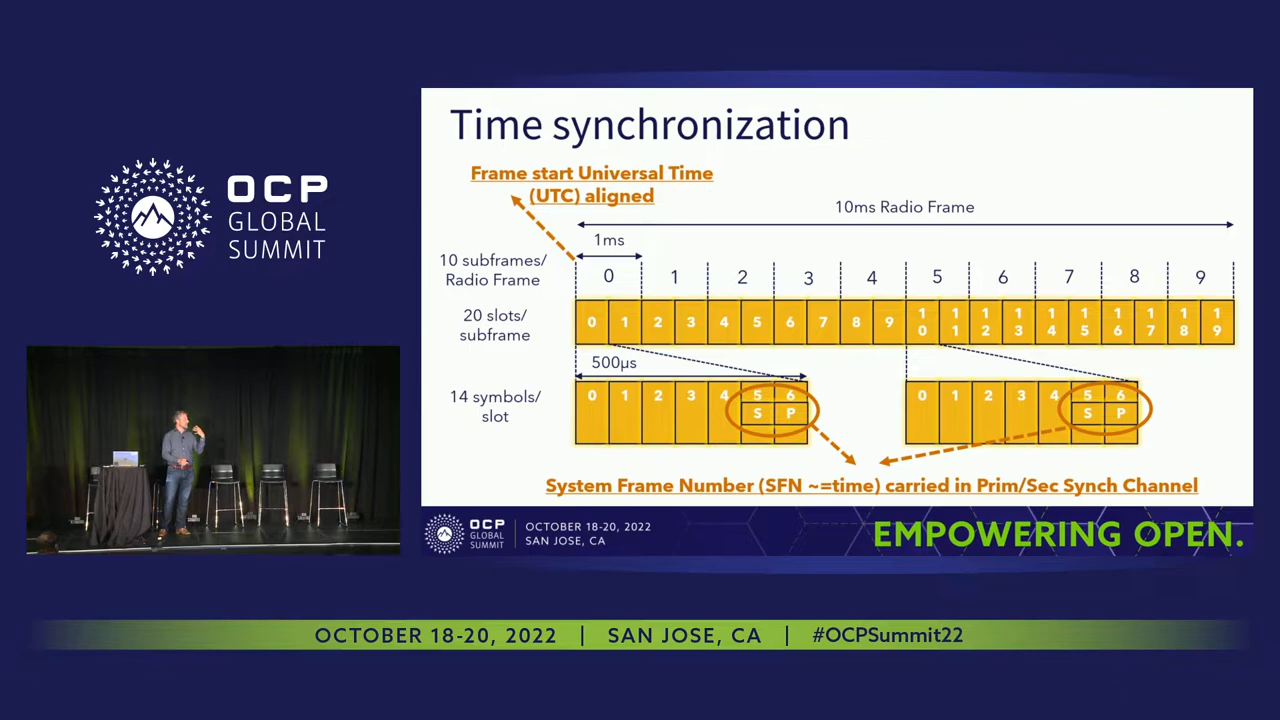 OCP
GLOBAL
SUMMIT
Time synchronization
Frame start Universal Time
(UTC) aligned
10ms Radio Frame
1ms
10 subframes/
Radio Frame
0 1 2 3 4 5 6 7 8 9
20 slots/
subframe
0 1 2 3 4 5 6 7 8 9 10 11 12 13 14 15 16 17 18 19
500µs
14 symbols/
slot
0 1 2 3 4 5 6
S P
0 1 2 3 4 5 6
S P
System Frame Number (SFN ~=time) carried in Prim/Sec Synch Channel
OCP
GLOBAL
SUMMIT
OCTOBER 18-20, 2022
SAN JOSE, CA
EMPOWERING OPEN.
OCTOBER 18-20, 2022 | SAN JOSE, CA | #OCPSummit22